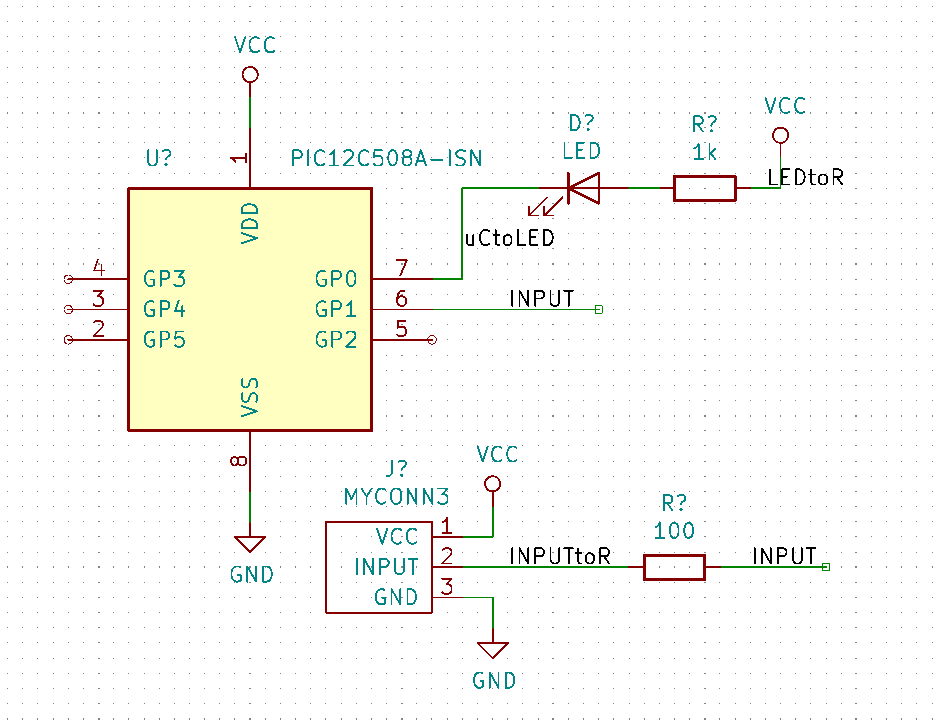 VCC
U?
PIC12C508A-ISN
1
VDD
4
GP3
3
GP4
2
GP5
GP0
7
GP1
6
GP2
5
VSS
8
GND
D?
LED
R?
1k
VCC
LEDtoR
uCtoLED
INPUT
J?
MYCONN3
VCC
VCC
1
INPUT
2
GND
3
INPUTtoR
R?
100
INPUT
GND